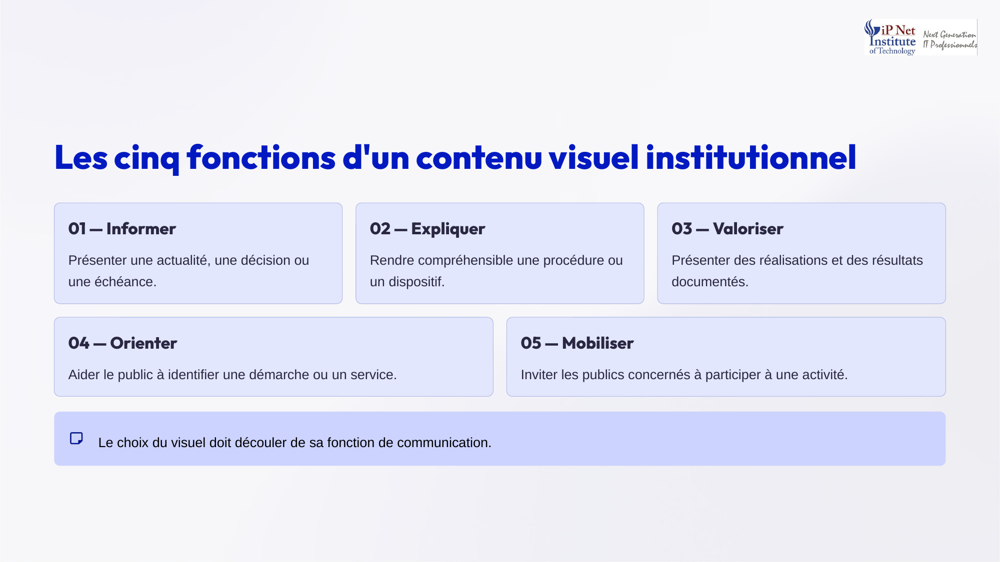 iP Net
Institute
of Technology
Next Generation
IT Professionnels
Les cinq fonctions d'un contenu visuel institutionnel
01 — Informer
Présenter une actualité, une décision ou
une échéance.
02 — Expliquer
Rendre compréhensible une procédure ou
un dispositif.
03 — Valoriser
Présenter des réalisations et des résultats
documentés.
04 — Orienter
Aider le public à identifier une démarche ou un service.
05 — Mobiliser
Inviter les publics concernés à participer à une activité.
Le choix du visuel doit découler de sa fonction de communication.